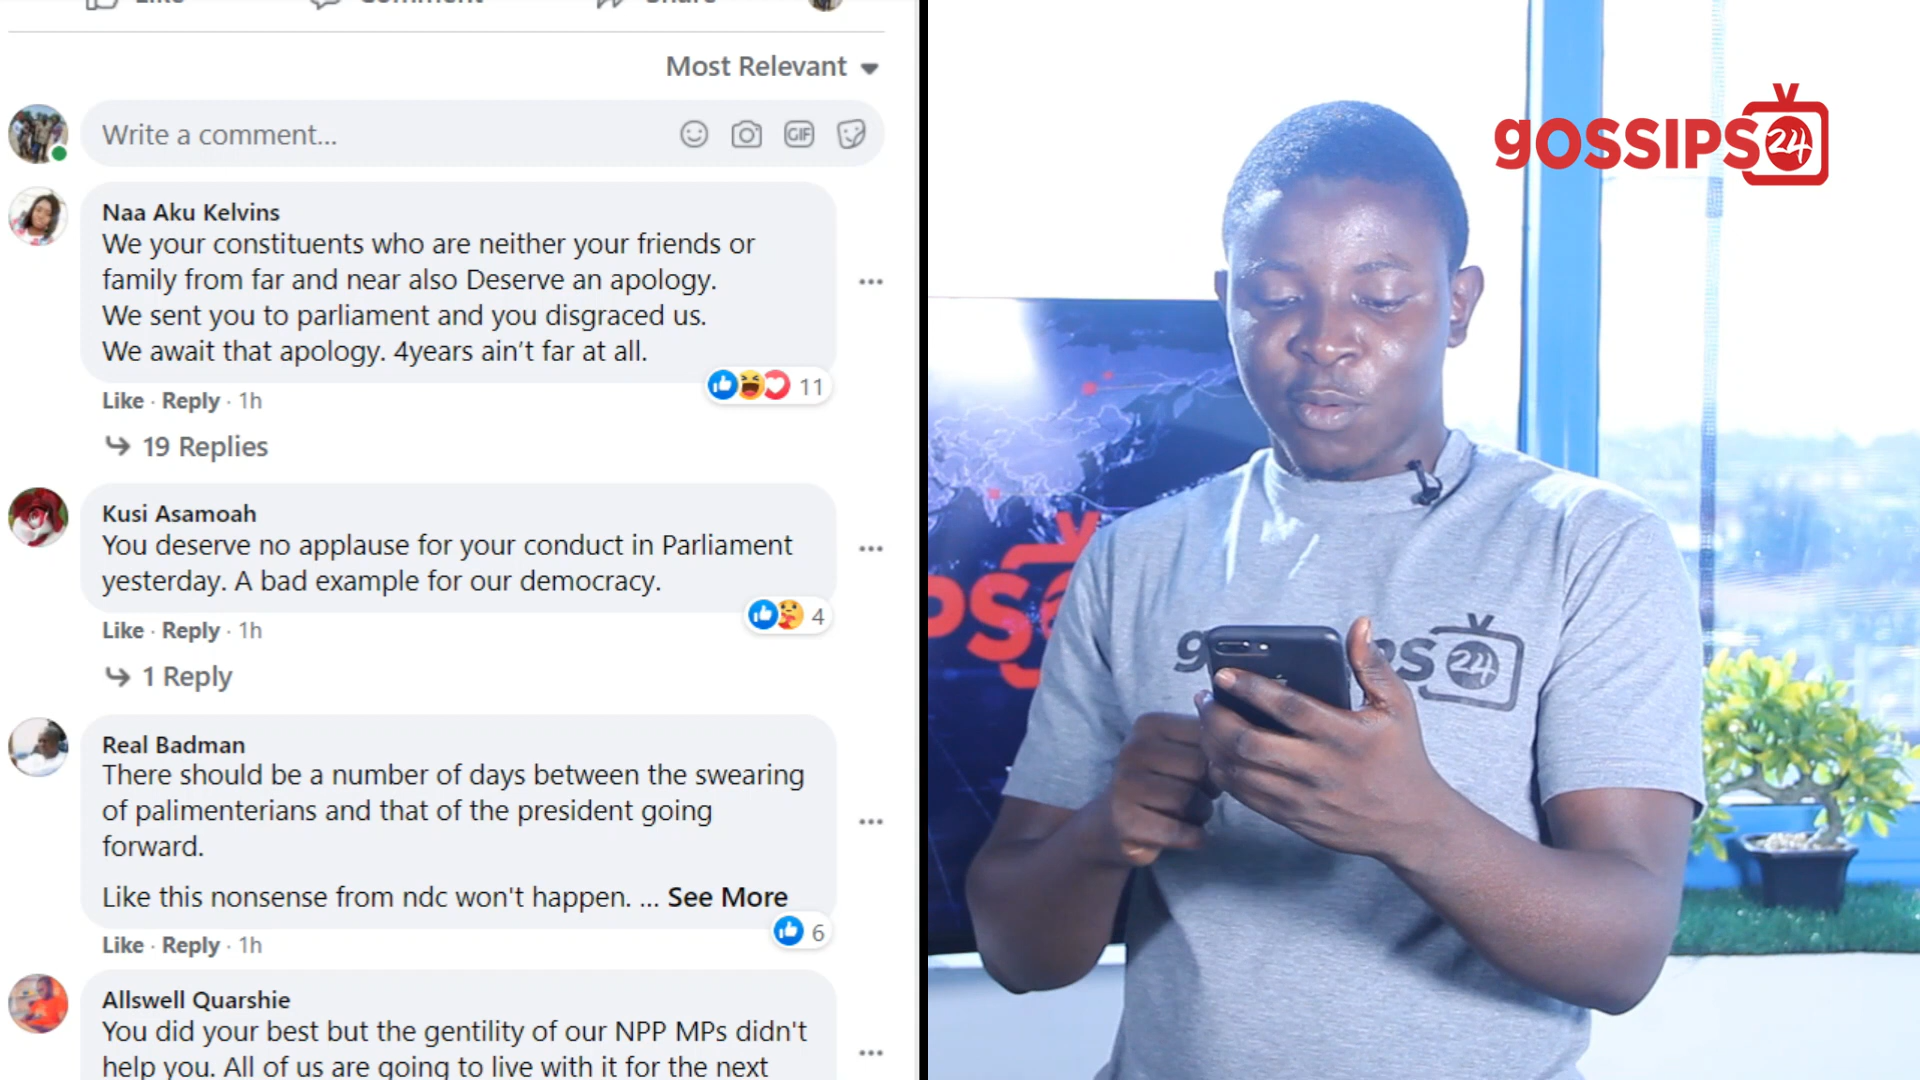 Like Comment Share
Most Relevant
Write a comment...
GIF
Naa Aku Kelvins
We your constituents who are neither your friends or
family from far and near also Deserve an apology.
We sent you to parliament and you disgraced us.
We await that apology. 4years ain't far at all.
11
Like · Reply · 1h
19 Replies
Kusi Asamoah
You deserve no applause for your conduct in Parliament
yesterday. A bad example for our democracy.
4
Like · Reply · 1h
1 Reply
Real Badman
There should be a number of days between the swearing
of palimenterians and that of the president going
forward.
Like this nonsense from ndc won't happen. ... See More
6
Like · Reply · 1h
Allswell Quarshie
You did your best but the gentility of our NPP MPs didn't
help you. All of us are going to live with it for the next
gOSSIPS24
PS
g PS 24